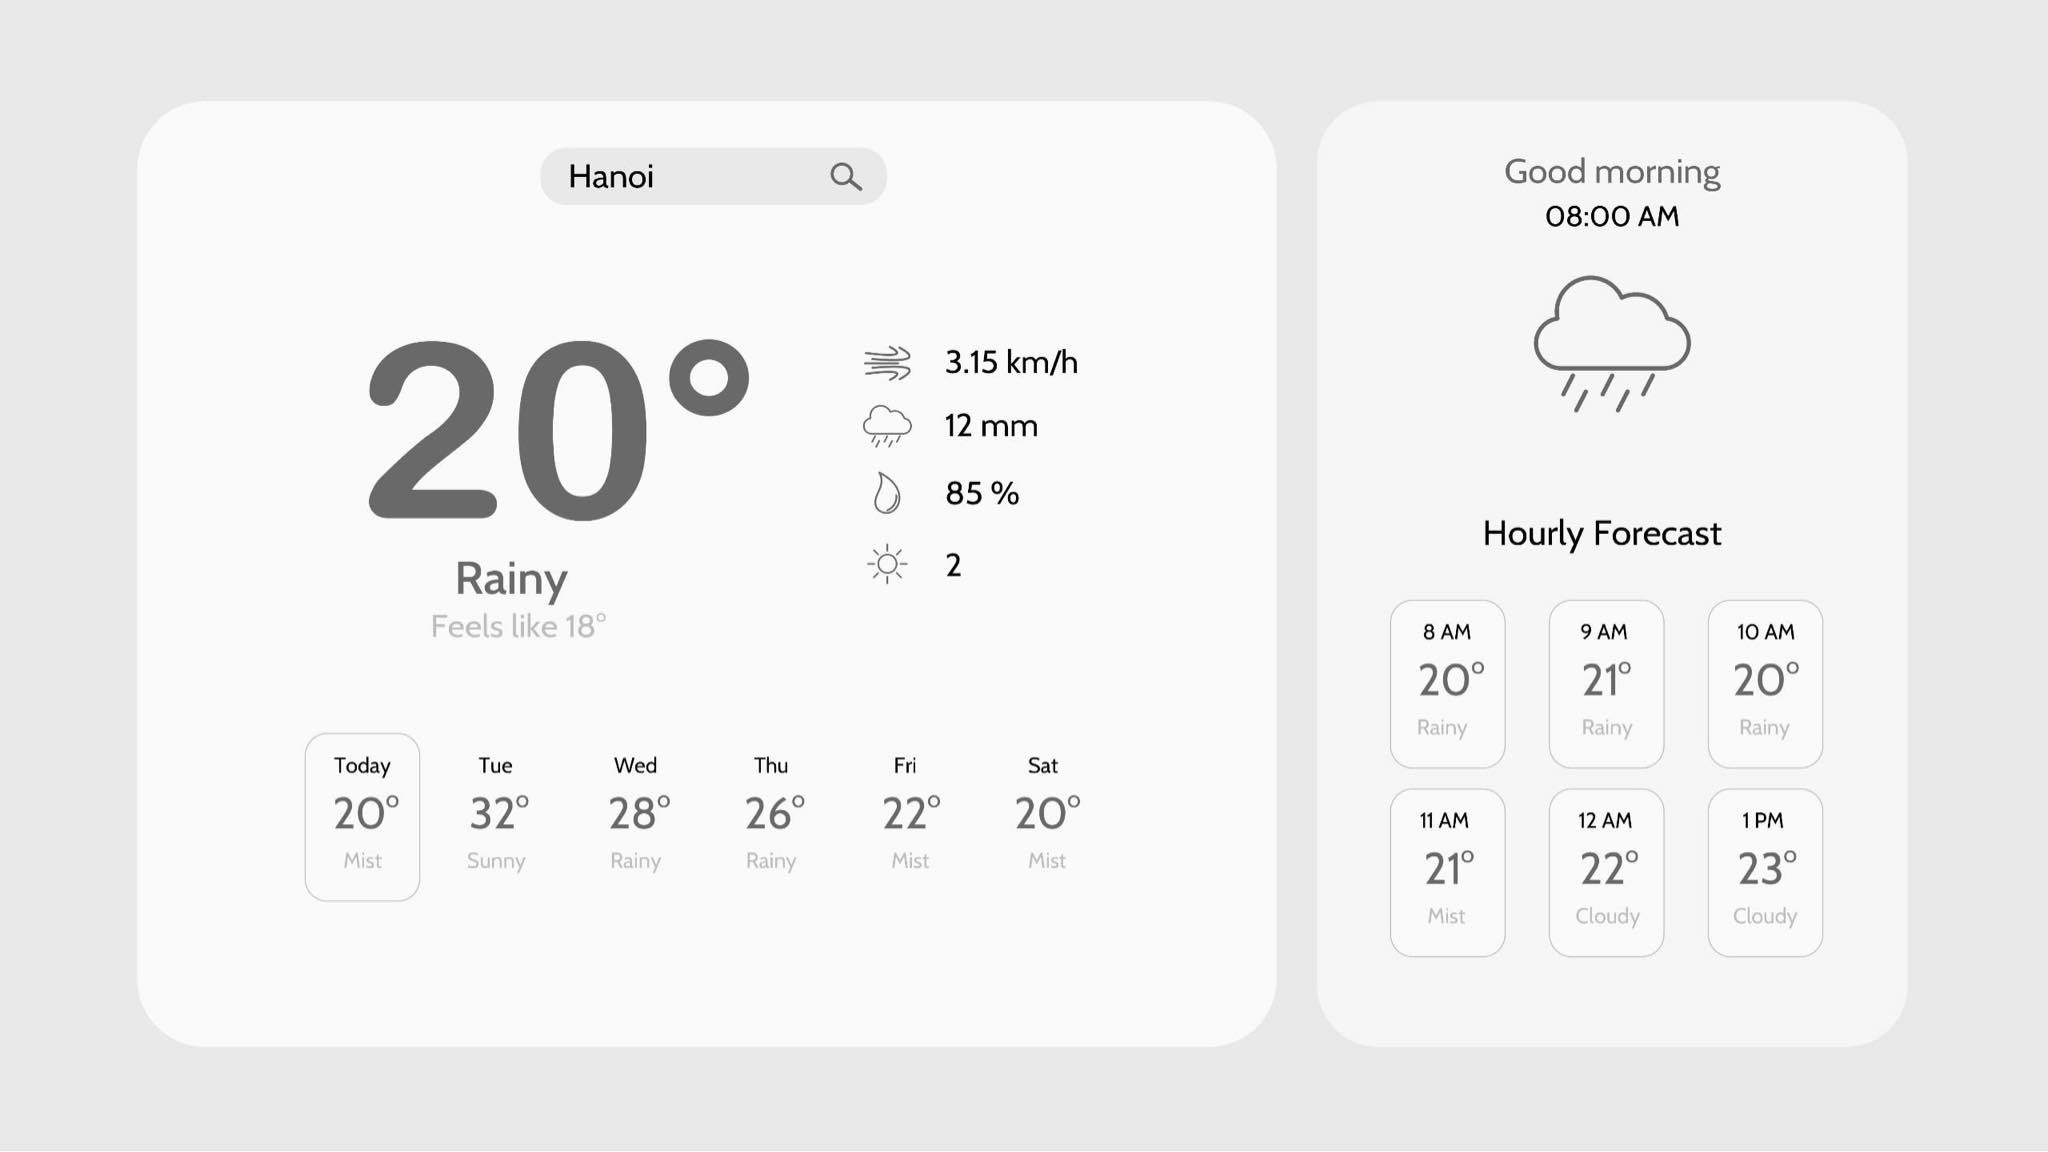 Hanoi
20°
Rainy
Feels like 18°
3.15 km/h
12 mm
85 %
2
Today
20°
Mist
Tue
32°
Sunny
Wed
28°
Rainy
Thu
26°
Rainy
Fri
22°
Mist
Sat
20°
Mist
Good morning
08:00 AM
Hourly Forecast
8 AM
20°
Rainy
9 AM
21°
Rainy
10 AM
20°
Rainy
11 AM
21°
Mist
12 AM
22°
Cloudy
1 PM
23°
Cloudy